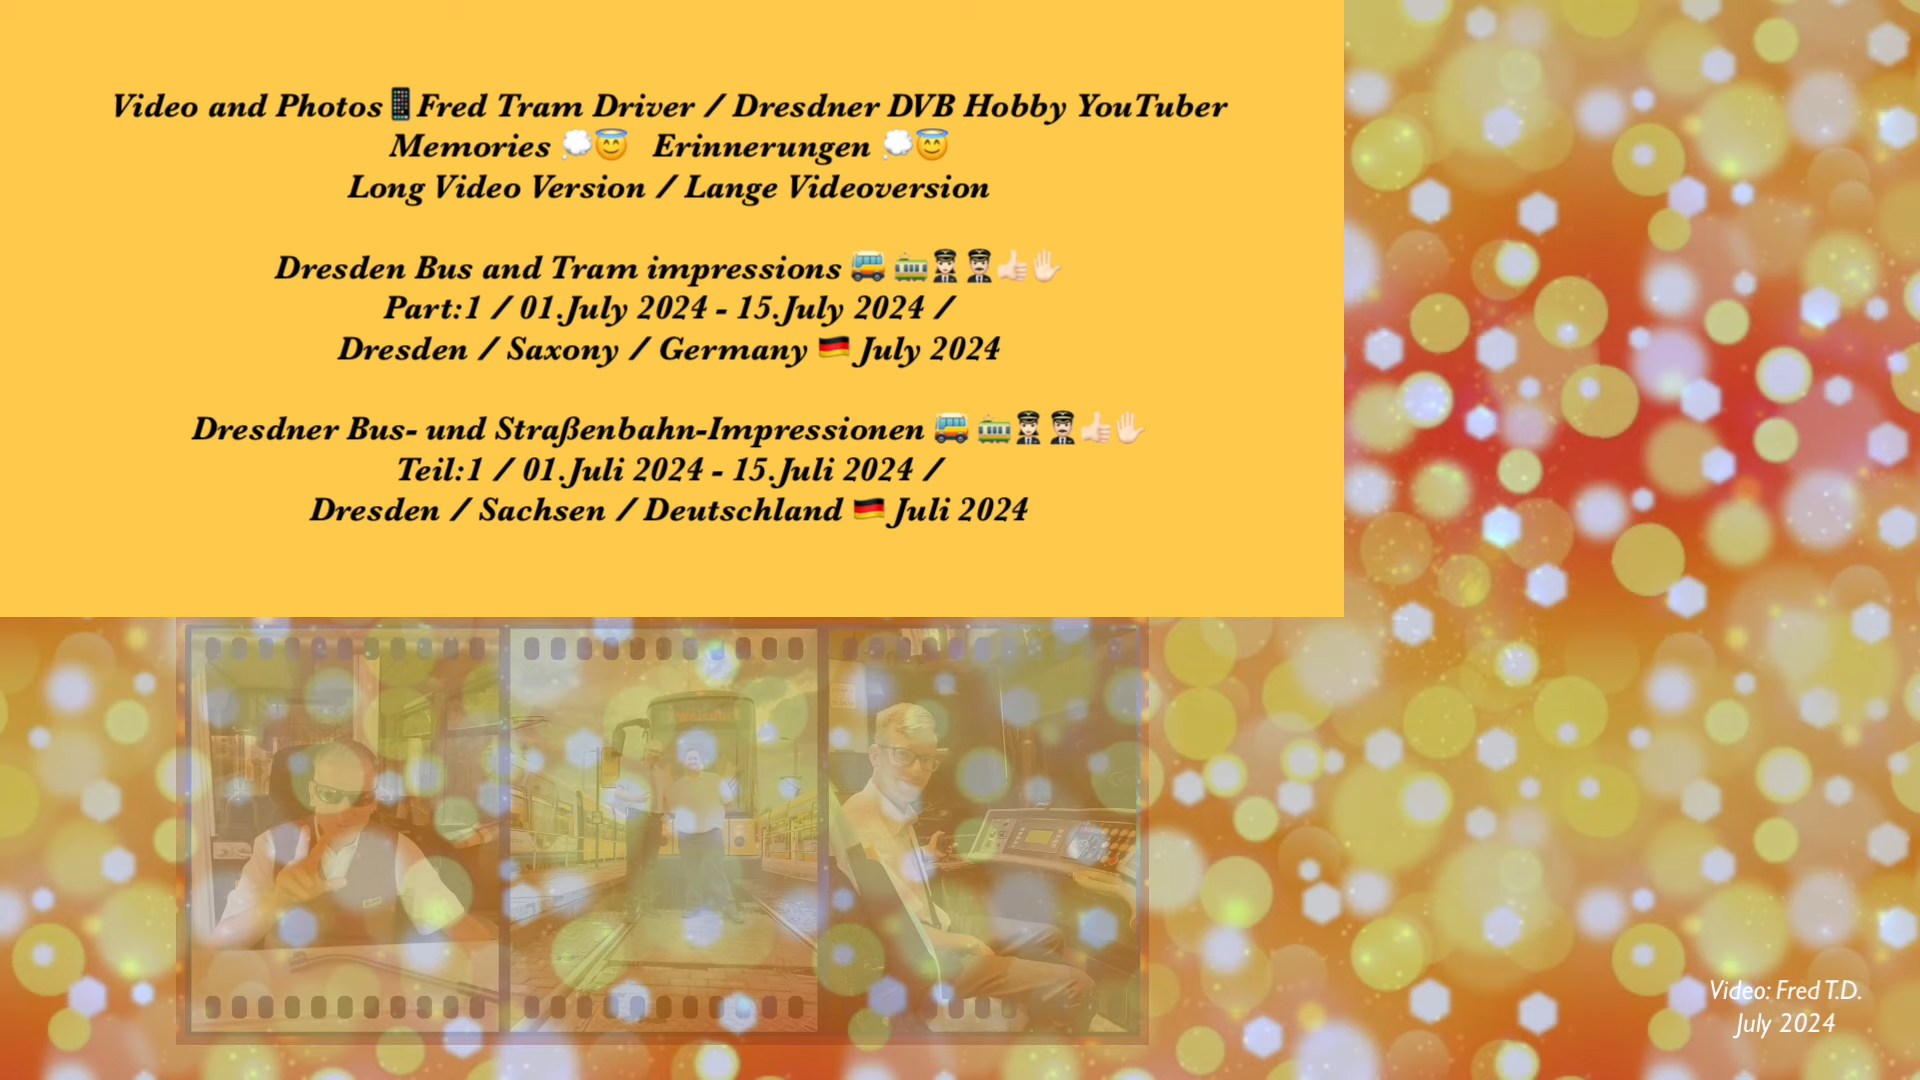 Video and Photos📱Fred Tram Driver / Dresdner DVB Hobby YouTuber
Memories 💭😇 Erinnerungen 💭😇
Long Video Version / Lange Videoversion
Dresden Bus and Tram impressions 🚌 🚋👩🏻‍✈️👨🏻‍✈️👍🏻🤚🏻
Part:1 / 01.July 2024 - 15.July 2024 /
Dresden / Saxony / Germany 🇩🇪 July 2024
Dresdner Bus- und Straßenbahn-Impressionen 🚌 🚋👩🏻‍✈️👨🏻‍✈️👍🏻🤚🏻
Teil:1 / 01.Juli 2024 - 15.Juli 2024 /
Dresden / Sachsen / Deutschland 🇩🇪 Juli 2024
Video: Fred T.D.
July 2024